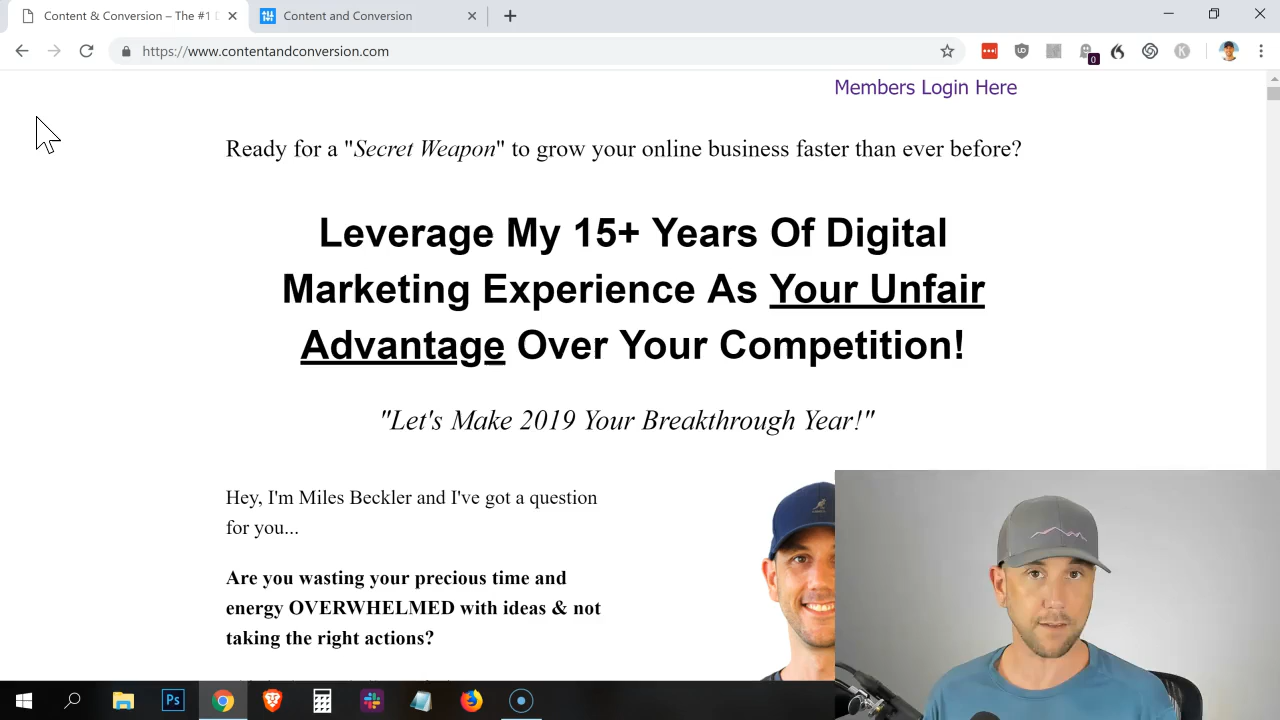 Content & Conversion – The #1 D
Content and Conversion
https://www.contentandconversion.com
0
K
Members Login Here
Ready for a "Secret Weapon" to grow your online business faster than ever before?
Leverage My 15+ Years Of Digital
Marketing Experience As Your Unfair
Advantage Over Your Competition!
"Let's Make 2019 Your Breakthrough Year!"
Hey, I'm Miles Beckler and I've got a question
for you...
Are you wasting your precious time and
energy OVERWHELMED with ideas & not
taking the right actions?
Ps